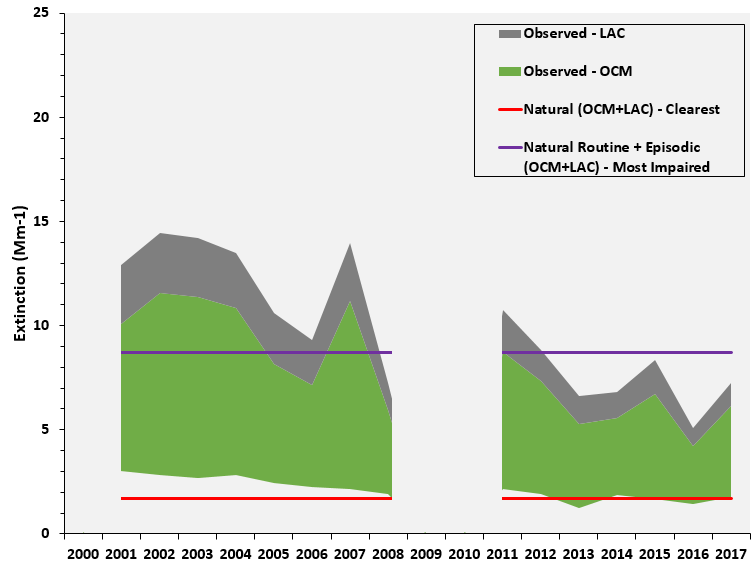 25
20
15
10
5
0
Extinction (Mm-1)
Observed - LAC
Observed - OCM
Natural (OCM+LAC) - Clearest
Natural Routine + Episodic
(OCM+LAC) - Most Impaired
2000 2001 2002 2003 2004 2005 2006 2007 2008 2009 2010 2011 2012 2013 2014 2015 2016 2017